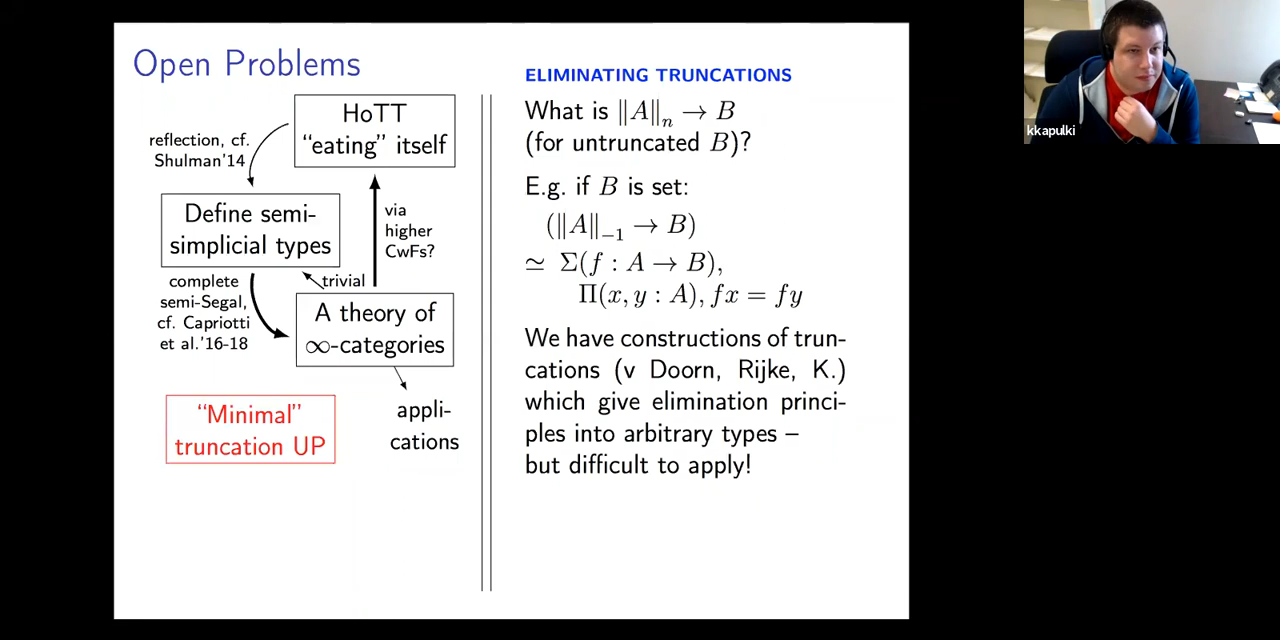 Open Problems
HoTT
"eating" itself
reflection, cf.
Shulman'14
Define semi-
simplicial types
via
higher
CwFs?
trivial
complete
semi-Segal,
cf. Capriotti
et al.'16-18
A theory of
∞-categories
appli-
cations
"Minimal"
truncation UP
ELIMINATING TRUNCATIONS
What is ‖A‖ₙ → B
(for untruncated B)?
E.g. if B is set:
(‖A‖₋₁ → B)
≃ Σ(f : A → B),
Π(x, y : A), fx = fy
We have constructions of trun-
cations (v Doorn, Rijke, K.)
which give elimination princi-
ples into arbitrary types –
but difficult to apply!
kkapulki